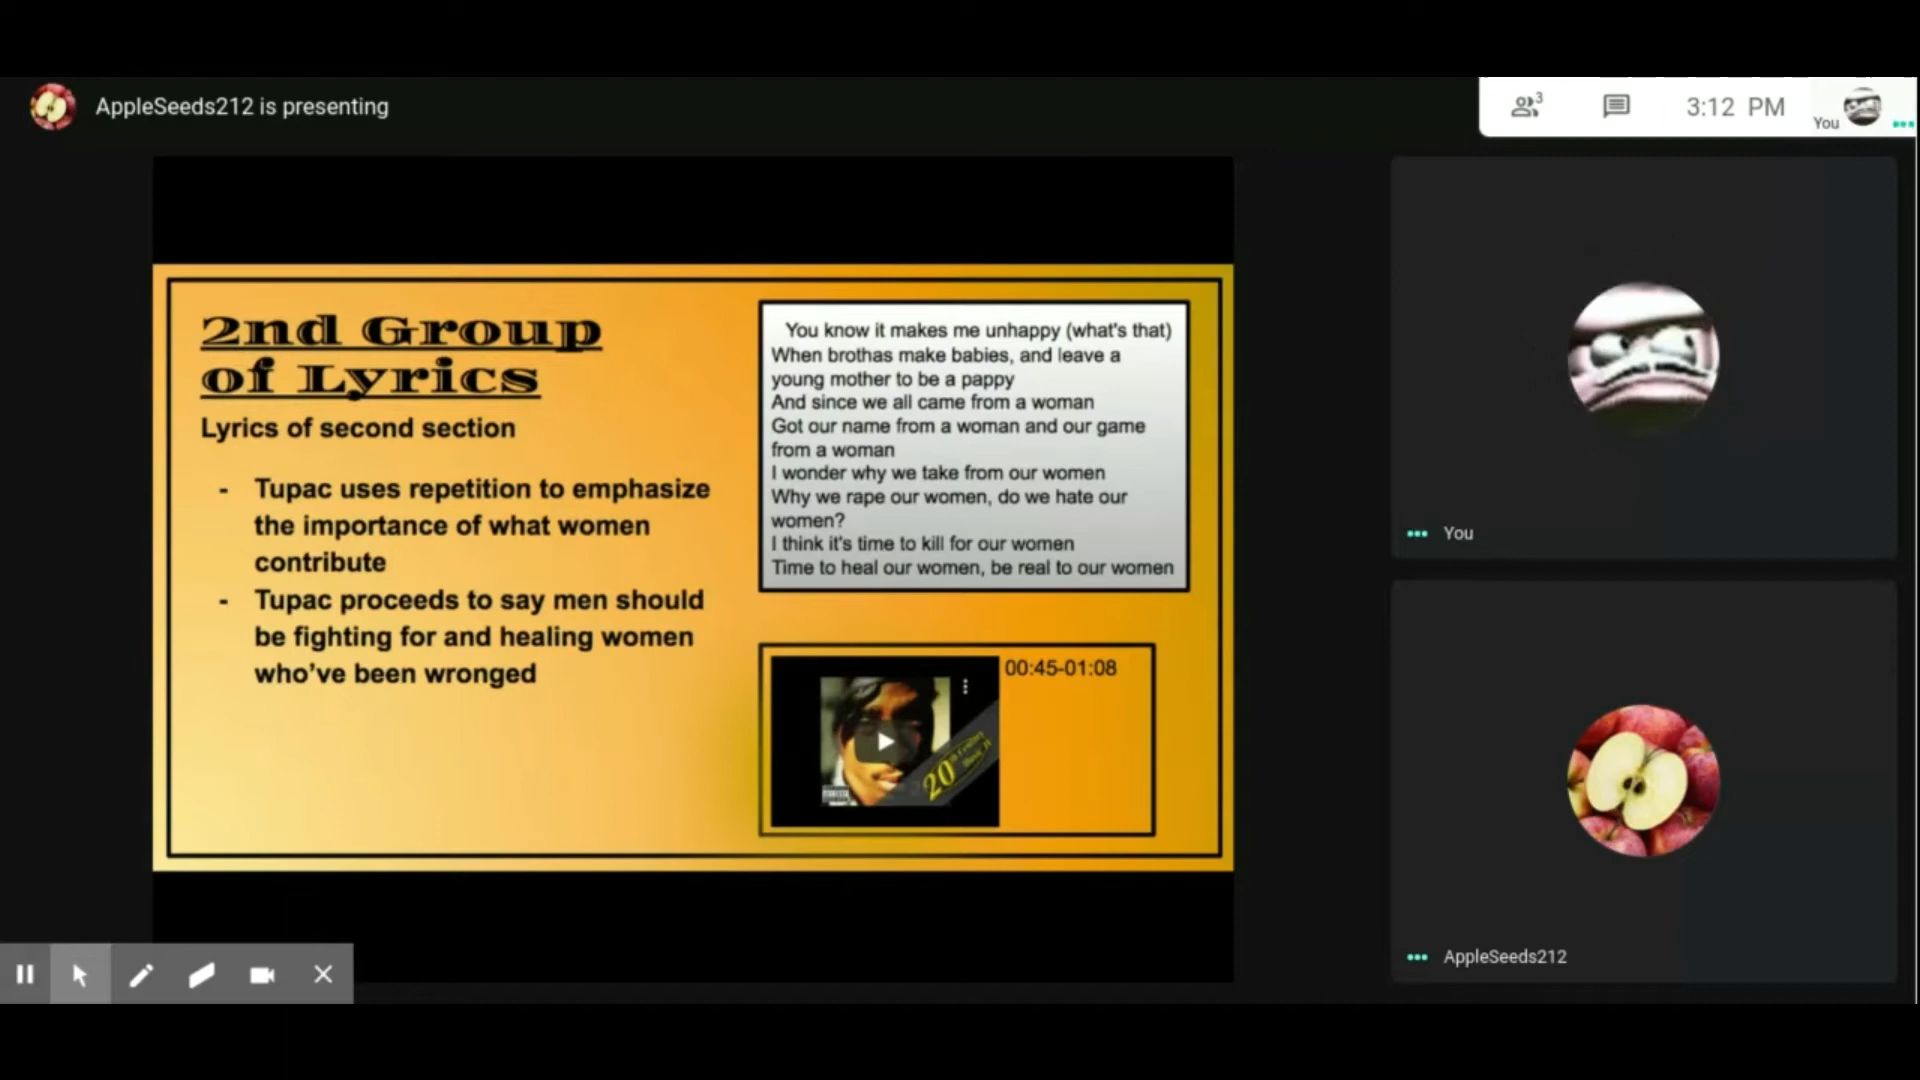 AppleSeeds212 is presenting
3
3:12 PM
You
2nd Group
of Lyrics
Lyrics of second section
- Tupac uses repetition to emphasize
the importance of what women
contribute
- Tupac proceeds to say men should
be fighting for and healing women
who've been wronged
You know it makes me unhappy (what's that)
When brothas make babies, and leave a
young mother to be a pappy
And since we all came from a woman
Got our name from a woman and our game
from a woman
I wonder why we take from our women
Why we rape our women, do we hate our
women?
I think it's time to kill for our women
Time to heal our women, be real to our women
00:45-01:08
20th Century
You
AppleSeeds212